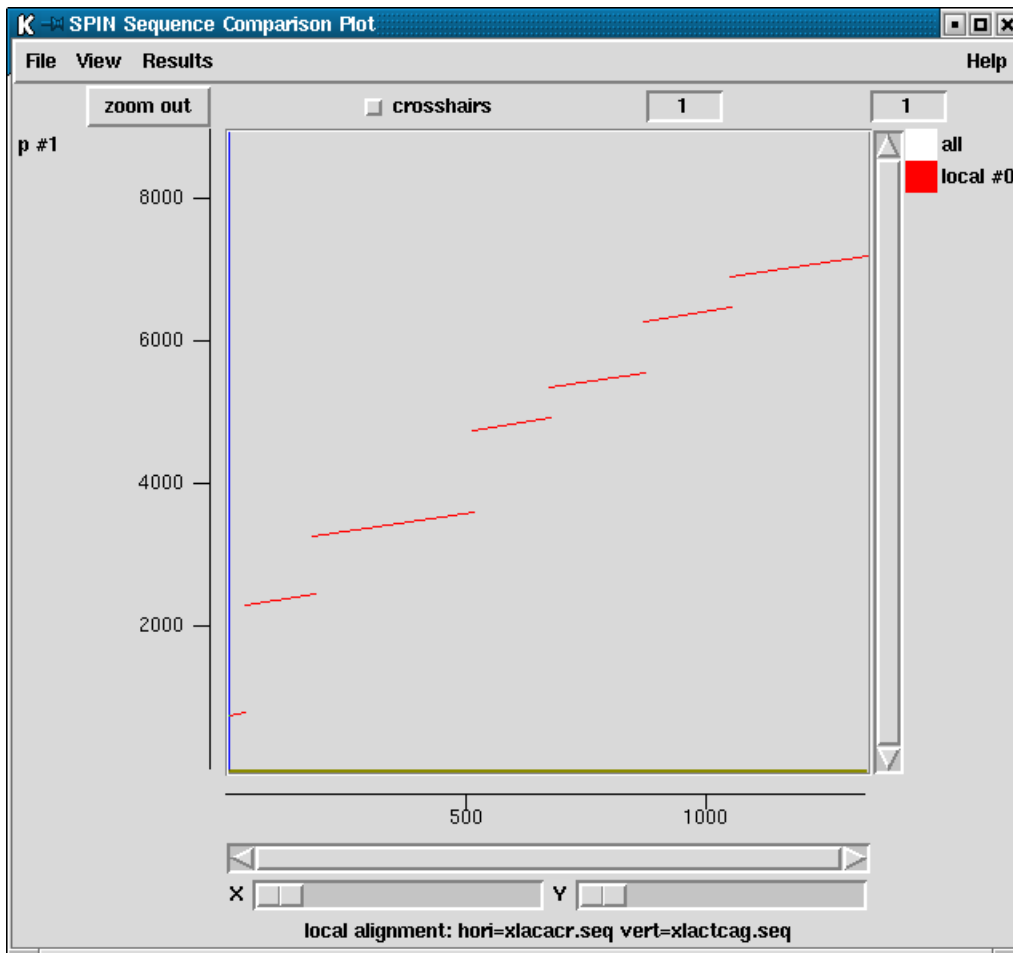 K SPIN Sequence Comparison Plot
File View Results Help
zoom out crosshairs 1 1
p #1
all
local #0
8000
6000
4000
2000
500 1000
X Y
local alignment: hori=xlacacr.seq vert=xlactcag.seq